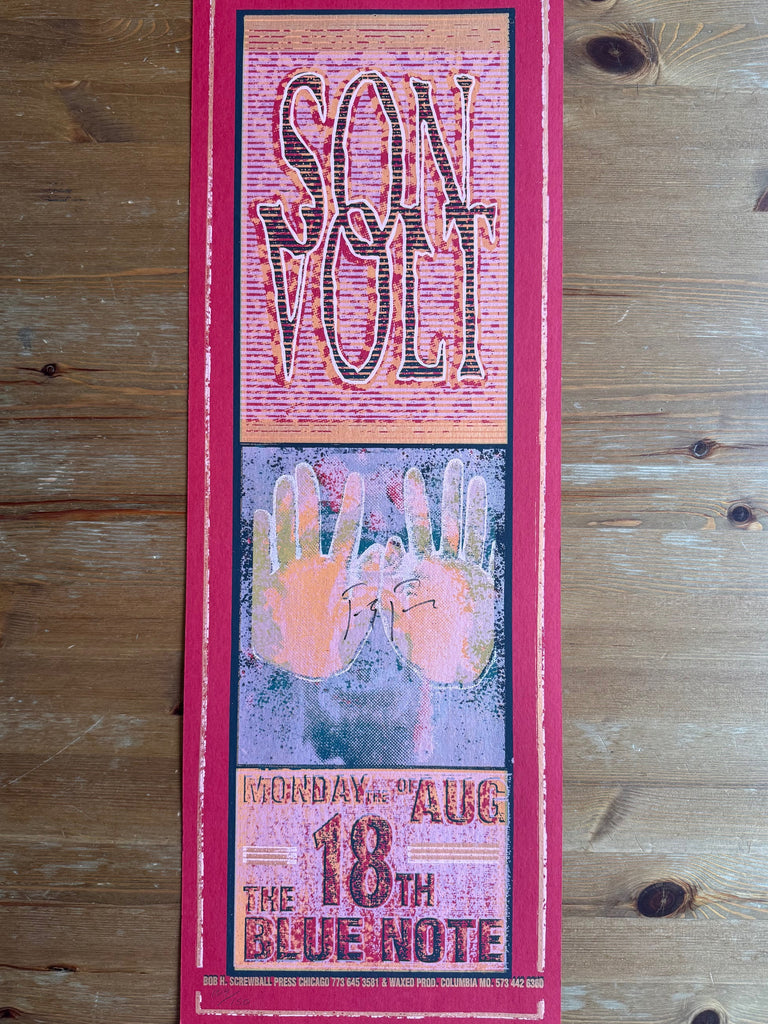 SON
VOLT
MONDAY THE OF AUG
18TH
THE
BLUE NOTE
BOB H. SCREWBALL PRESS CHICAGO 773 645 3581 & WAXED PROD. COLUMBIA MO. 573 442 6360